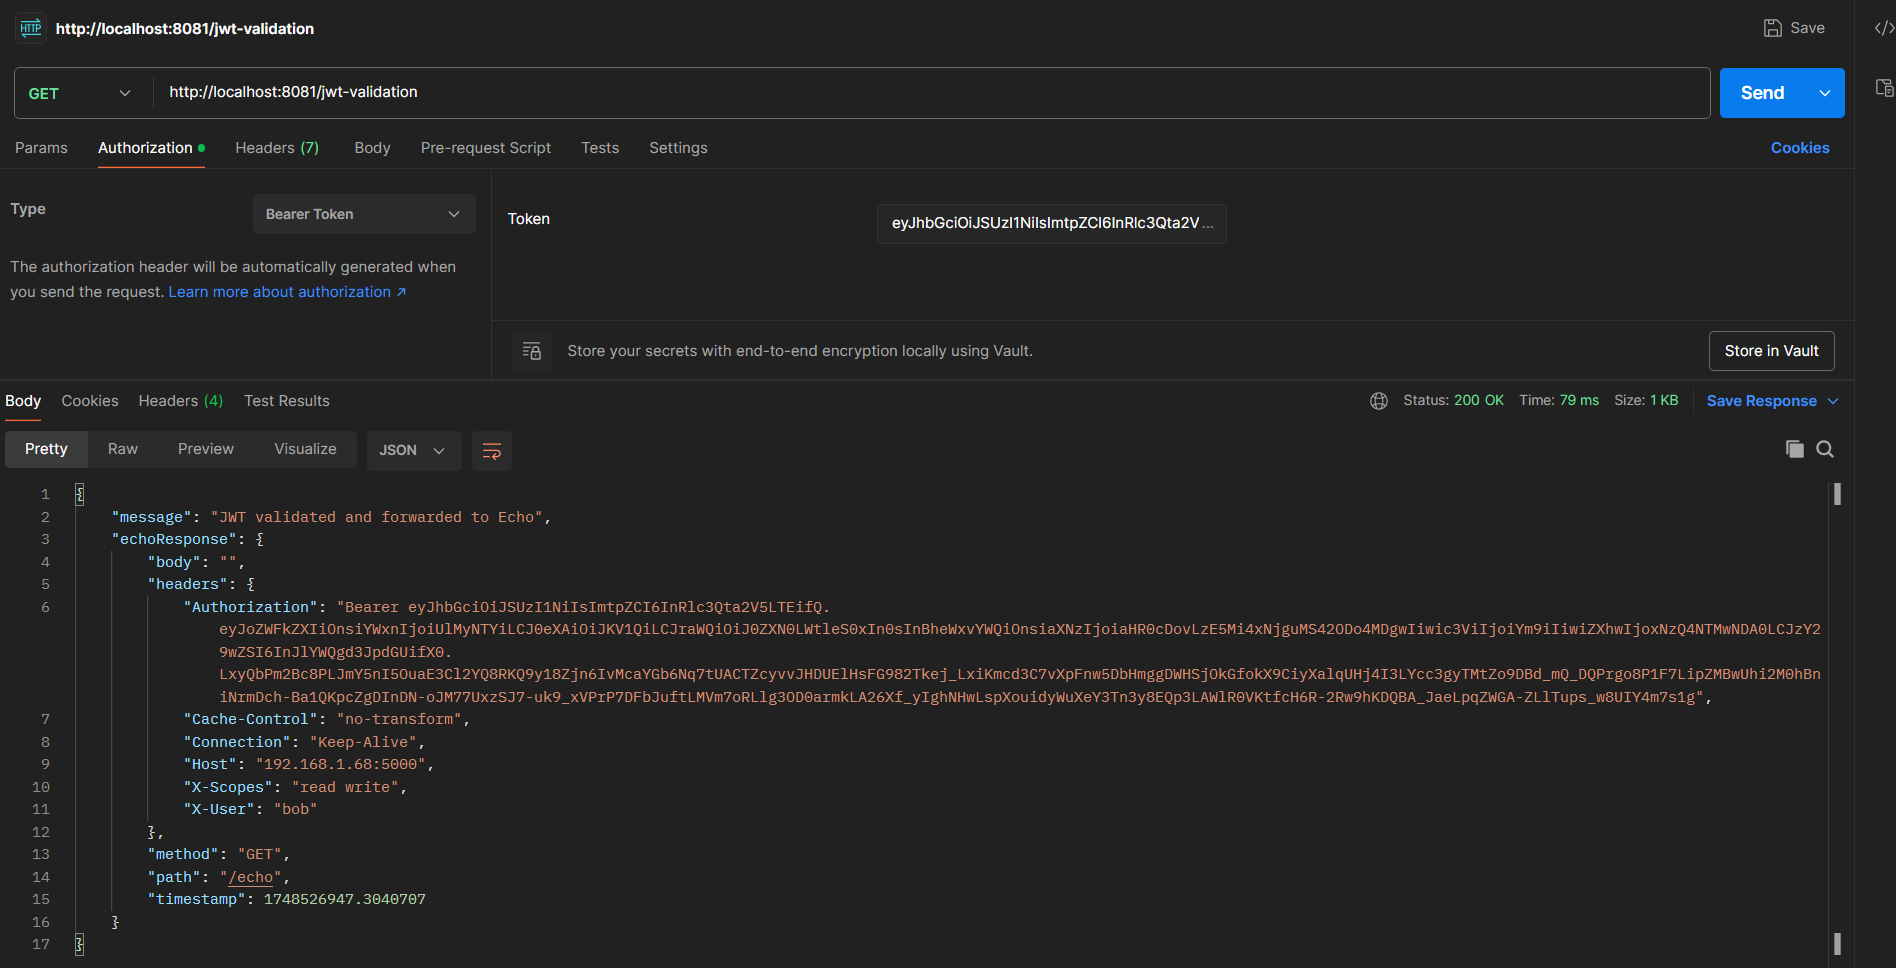 HTTP http://localhost:8081/jwt-validation Save
GET http://localhost:8081/jwt-validation Send
Params Authorization Headers (7) Body Pre-request Script Tests Settings Cookies
Type Bearer Token
Token eyJhbGciOiJSUzI1NiIsImtpZCI6InRlc3Qta2V...
The authorization header will be automatically generated when
you send the request. Learn more about authorization ↗
Store your secrets with end-to-end encryption locally using Vault. Store in Vault
Body Cookies Headers (4) Test Results Status: 200 OK Time: 79 ms Size: 1 KB Save Response
Pretty Raw Preview Visualize JSON
1 {
2 "message": "JWT validated and forwarded to Echo",
3 "echoResponse": {
4 "body": "",
5 "headers": {
6 "Authorization": "Bearer eyJhbGciOiJSUzI1NiIsImtpZCI6InRlc3Qta2V5LTEifQ.
eyJoZWFkZXIiOnsiYWxnIjoiUlMyNTYiLCJ0eXAiOiJKV1QiLCJraWQiOiJ0ZXN0LWtleS0xIn0sInBheWxvYWQiOnsiaXNzIjoiaHR0cDovLzE5Mi4xNjguMS42ODo4MDgwIiwic3ViIjoiYm9iIiwiZXhwIjoxNzQ4NTMwNDA0LCJzY2
9wZSI6InJlYWQgd3JpdGUifX0.
LxyQbPm2Bc8PLJmY5nI5OuaE3Cl2YQ8RKQ9y18Zjn6IvMcaYGb6Nq7tUACTZcyvvJHDUElHsFG982Tkej_LxiKmcd3C7vXpFnw5DbHmggDWHSjOkGfokX9CiyXalqUHj4I3LYcc3gyTMtZo9DBd_mQ_DQPrgo8P1F7LipZMBwUhi2M0hBn
iNrmDch-Ba1QKpcZgDInDN-oJM77UxzSJ7-uk9_xVPrP7DFbJuftLMVm7oRLlg3OD0armkLA26Xf_yIghNHwLspXouidyWuXeY3Tn3y8EQp3LAWlR0VKtfcH6R-2Rw9hKDQBA_JaeLpqZWGA-ZLlTups_w8UIY4m7s1g",
7 "Cache-Control": "no-transform",
8 "Connection": "Keep-Alive",
9 "Host": "192.168.1.68:5000",
10 "X-Scopes": "read write",
11 "X-User": "bob"
12 },
13 "method": "GET",
14 "path": "/echo",
15 "timestamp": 1748526947.3040707
16 }
17 }